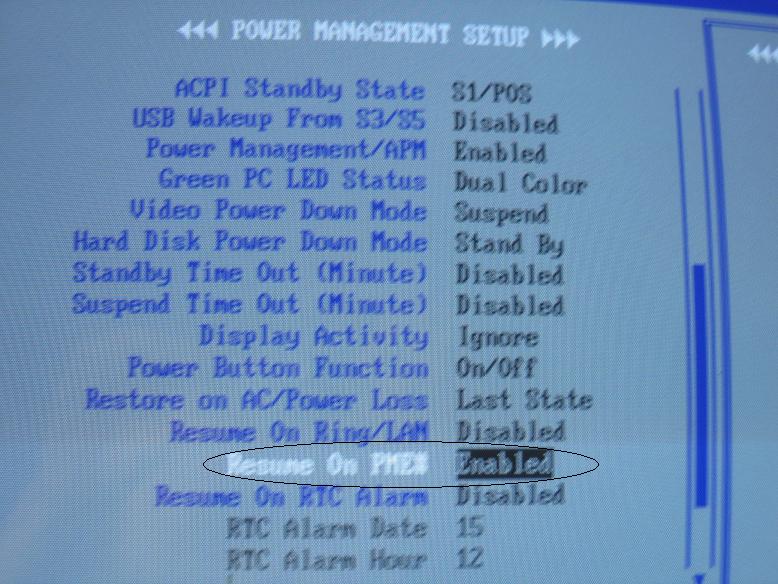 POWER MANAGEMENT SETUP
ACPI Standby State S1/POS
USB Wakeup From S3/S5 Disabled
Power Management/APM Enabled
Green PC LED Status Dual Color
Video Power Down Mode Suspend
Hard Disk Power Down Mode Stand By
Standby Time Out (Minute) Disabled
Suspend Time Out (Minute) Disabled
Display Activity Ignore
Power Button Function On/Off
Restore on AC/Power Loss Last State
Resume On Ring/LAN Disabled
Resume On PME# Enabled
Resume On RTC Alarm Disabled
RTC Alarm Date 15
RTC Alarm Hour 12